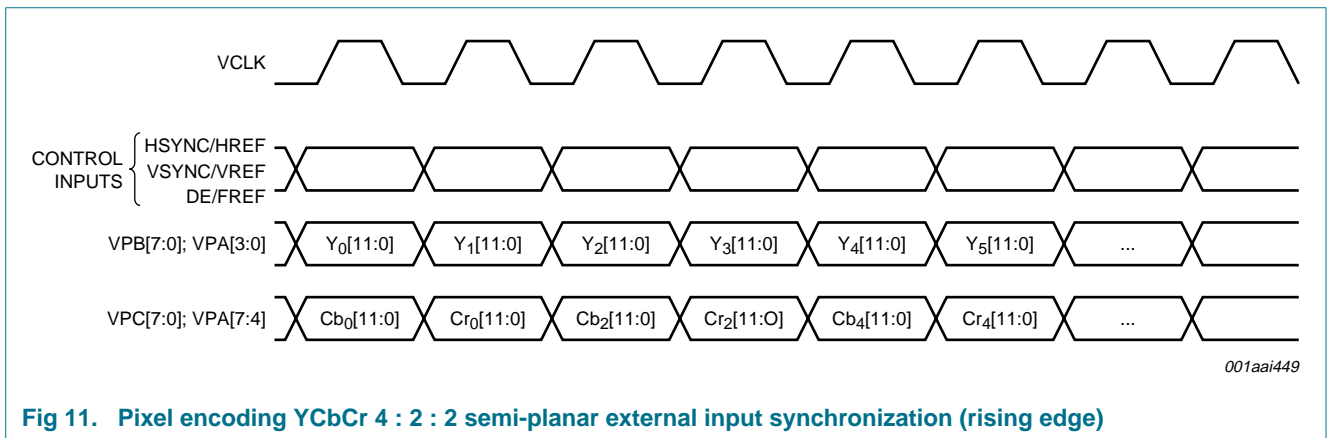 VCLK
CONTROL INPUTS
HSYNC/HREF
VSYNC/VREF
DE/FREF
VPB[7:0]; VPA[3:0] Y0[11:0] Y1[11:0] Y2[11:0] Y3[11:0] Y4[11:0] Y5[11:0] ...
VPC[7:0]; VPA[7:4] Cb0[11:0] Cr0[11:0] Cb2[11:0] Cr2[11:O] Cb4[11:0] Cr4[11:0] ...
001aai449
Fig 11. Pixel encoding YCbCr 4 : 2 : 2 semi-planar external input synchronization (rising edge)